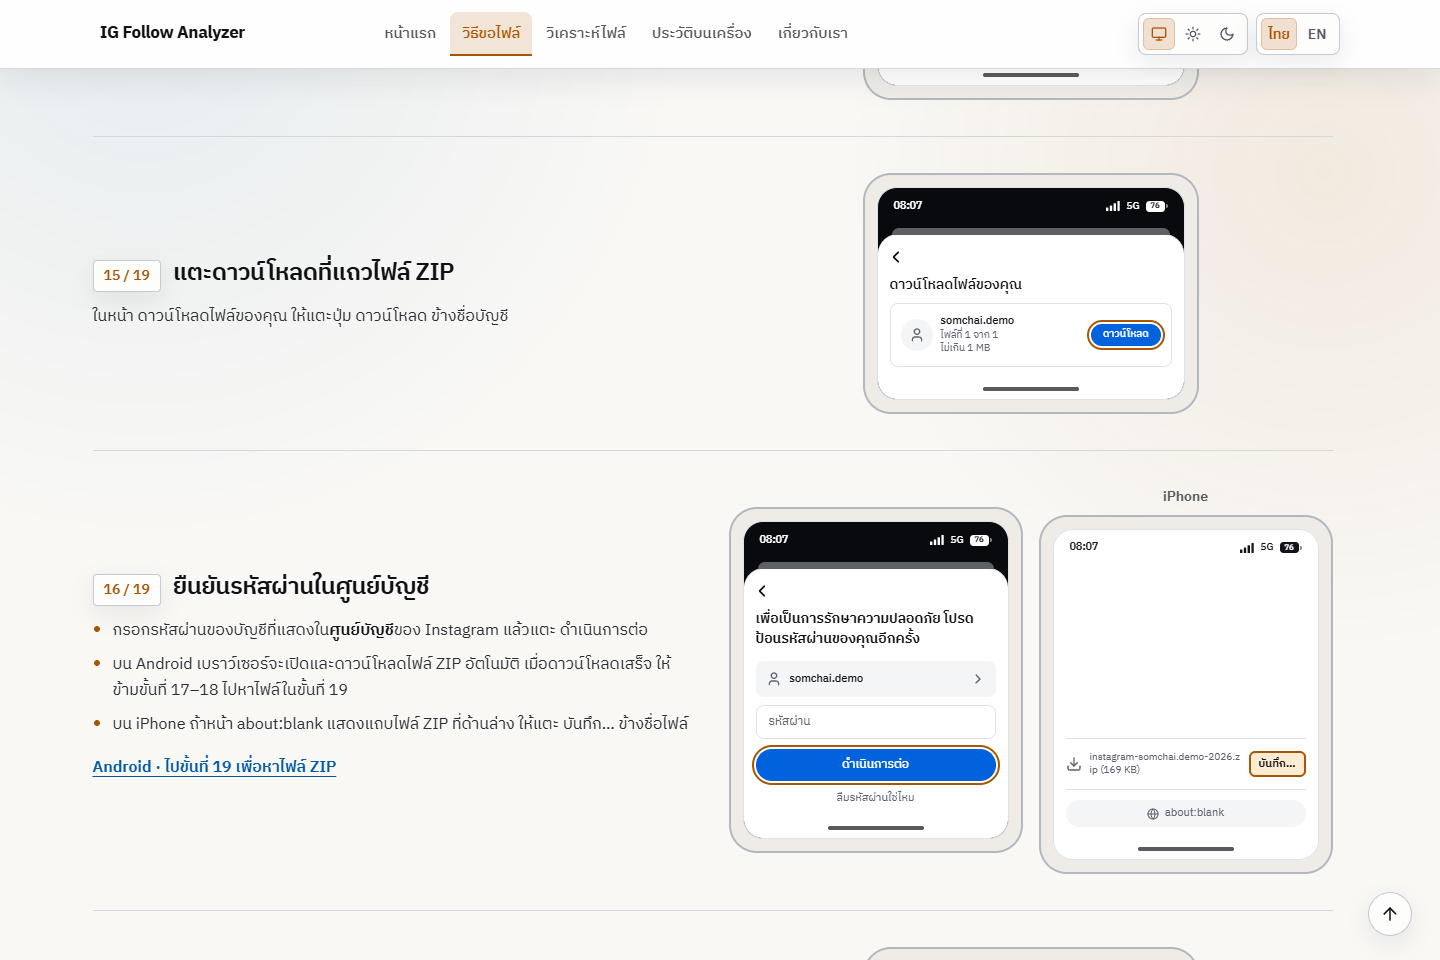 IG Follow Analyzer
หน้าแรก
วิธีขอไฟล์
วิเคราะห์ไฟล์
ประวัติบนเครื่อง
เกี่ยวกับเรา
ไทย
EN
15 / 19
แตะดาวน์โหลดที่แถวไฟล์ ZIP
ในหน้า ดาวน์โหลดไฟล์ของคุณ ให้แตะปุ่ม ดาวน์โหลด ข้างชื่อบัญชี
08:07
5G
76
ดาวน์โหลดไฟล์ของคุณ
somchai.demo
ไฟล์ที่ 1 จาก 1
ไม่เกิน 1 MB
ดาวน์โหลด
16 / 19
ยืนยันรหัสผ่านในศูนย์บัญชี
กรอกรหัสผ่านของบัญชีที่แสดงในศูนย์บัญชีของ Instagram แล้วแตะ ดำเนินการต่อ
บน Android เบราว์เซอร์จะเปิดและดาวน์โหลดไฟล์ ZIP อัตโนมัติ เมื่อดาวน์โหลดเสร็จ ให้
ข้ามขั้นที่ 17–18 ไปหาไฟล์ในขั้นที่ 19
บน iPhone ถ้าหน้า about:blank แสดงแถบไฟล์ ZIP ที่ด้านล่าง ให้แตะ บันทึก... ข้างชื่อไฟล์
Android · ไปขั้นที่ 19 เพื่อหาไฟล์ ZIP
08:07
5G
76
เพื่อเป็นการรักษาความปลอดภัย โปรด
ป้อนรหัสผ่านของคุณอีกครั้ง
somchai.demo
รหัสผ่าน
ดำเนินการต่อ
ลืมรหัสผ่านใช่ไหม
iPhone
08:07
5G
76
instagram-somchai.demo-2026.z
ip (169 KB)
บันทึก...
about:blank